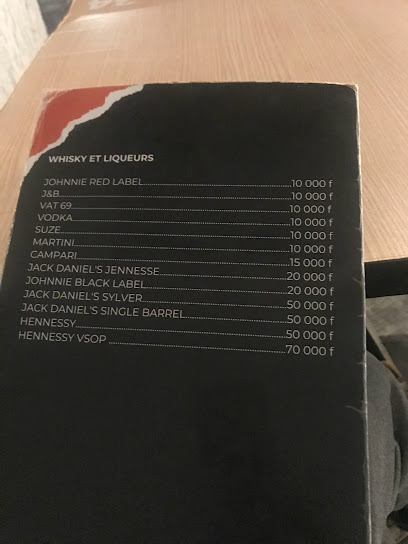 WHISKY ET LIQUEURS
JOHNNIE RED LABEL..........10 000 f
J&B..........10 000 f
VAT 69..........10 000 f
VODKA..........10 000 f
SUZE..........10 000 f
MARTINI..........10 000 f
CAMPARI..........15 000 f
JACK DANIEL'S JENNESSE..........20 000 f
JOHNNIE BLACK LABEL..........20 000 f
JACK DANIEL'S SYLVER..........50 000 f
JACK DANIEL'S SINGLE BARREL..........50 000 f
HENNESSY..........50 000 f
HENNESSY VSOP ..........70 000 f